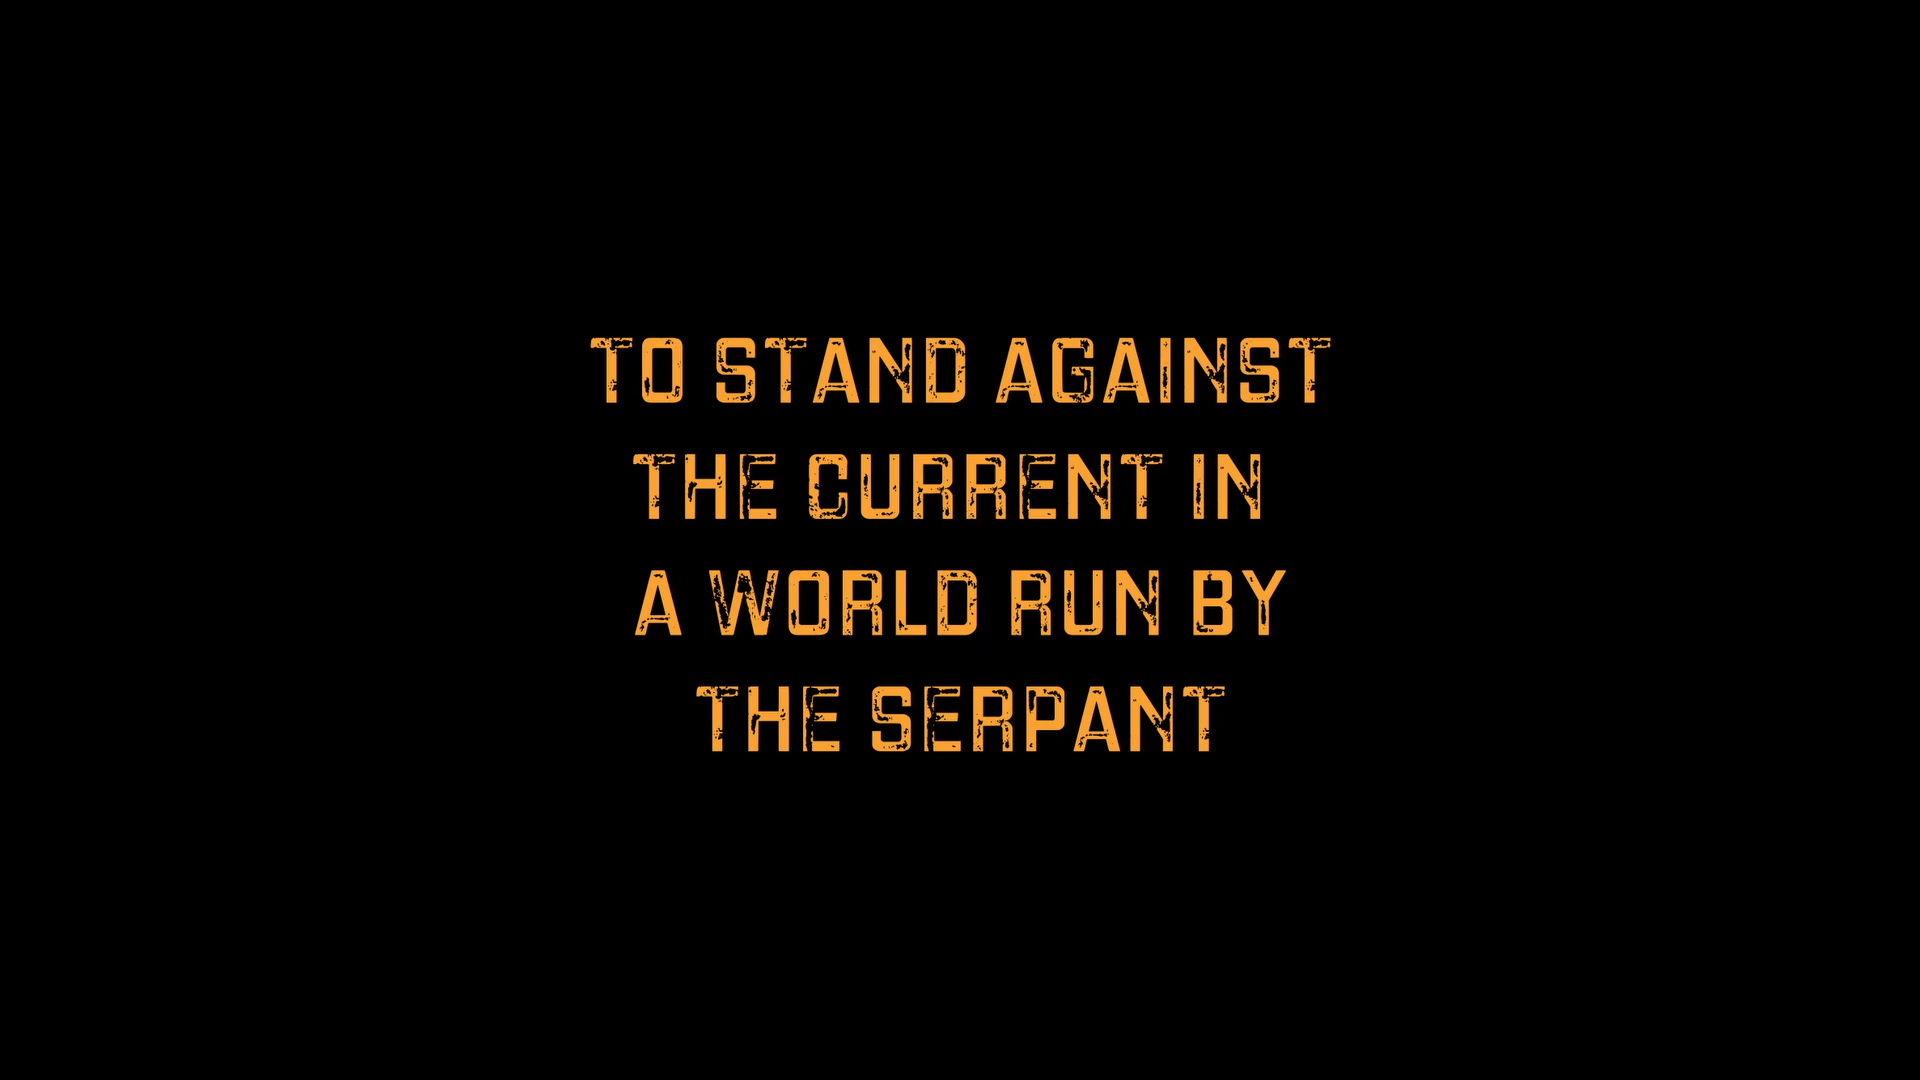 TO STAND AGAINST
THE CURRENT IN
A WORLD RUN BY
THE SERPANT